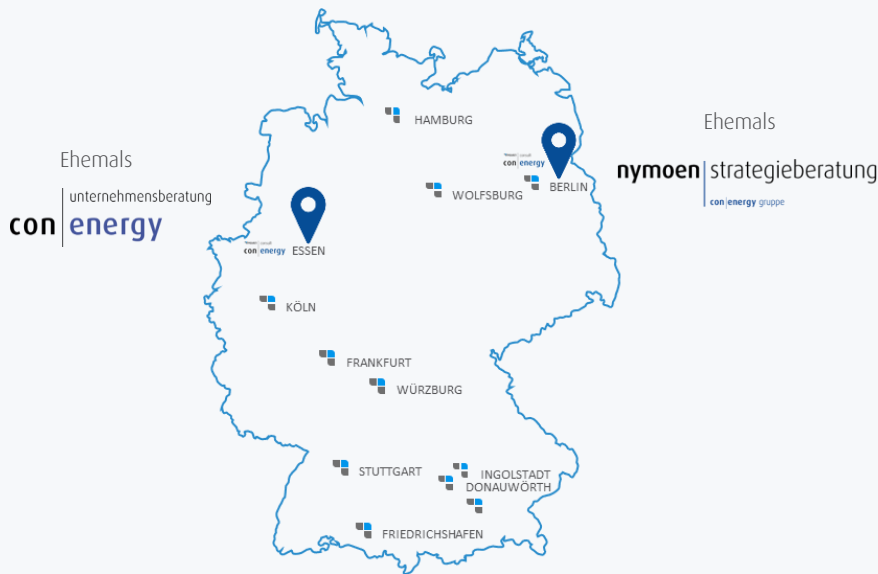 HAMBURG
Ehemals
nymoen strategieberatung
con energy gruppe
Ehemals
unternehmensberatung
con energy
con energy
BERLIN
WOLFSBURG
con energy
ESSEN
KÖLN
FRANKFURT
WÜRZBURG
STUTTGART
INGOLSTADT
DONAUWÖRTH
FRIEDRICHSHAFEN